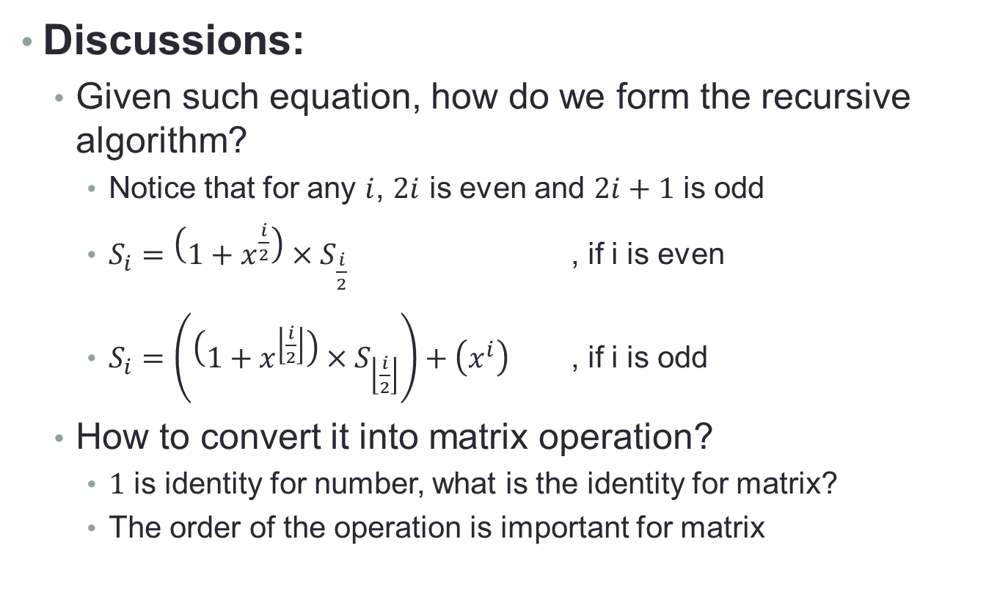 • Discussions:
• Given such equation, how do we form the recursive
algorithm?
• Notice that for any 𝑖, 2𝑖 is even and 2𝑖 + 1 is odd
• $S_i = \left(1 + x^{\frac{i}{2}}\right) \times S_{\frac{i}{2}}$ , if i is even
• $S_i = \left(\left(1 + x^{\left\lfloor\frac{i}{2}\right\rfloor}\right) \times S_{\left\lfloor\frac{i}{2}\right\rfloor}\right) + \left(x^i\right)$ , if i is odd
• How to convert it into matrix operation?
• 1 is identity for number, what is the identity for matrix?
• The order of the operation is important for matrix